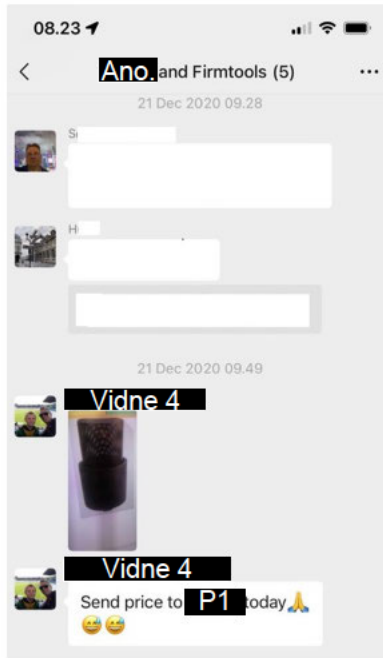 08.23
Ano. and Firmtools (5)
21 Dec 2020 09.28
S
H
21 Dec 2020 09.49
Vidne 4
Vidne 4
Send price to P1 today🙏
😅😅